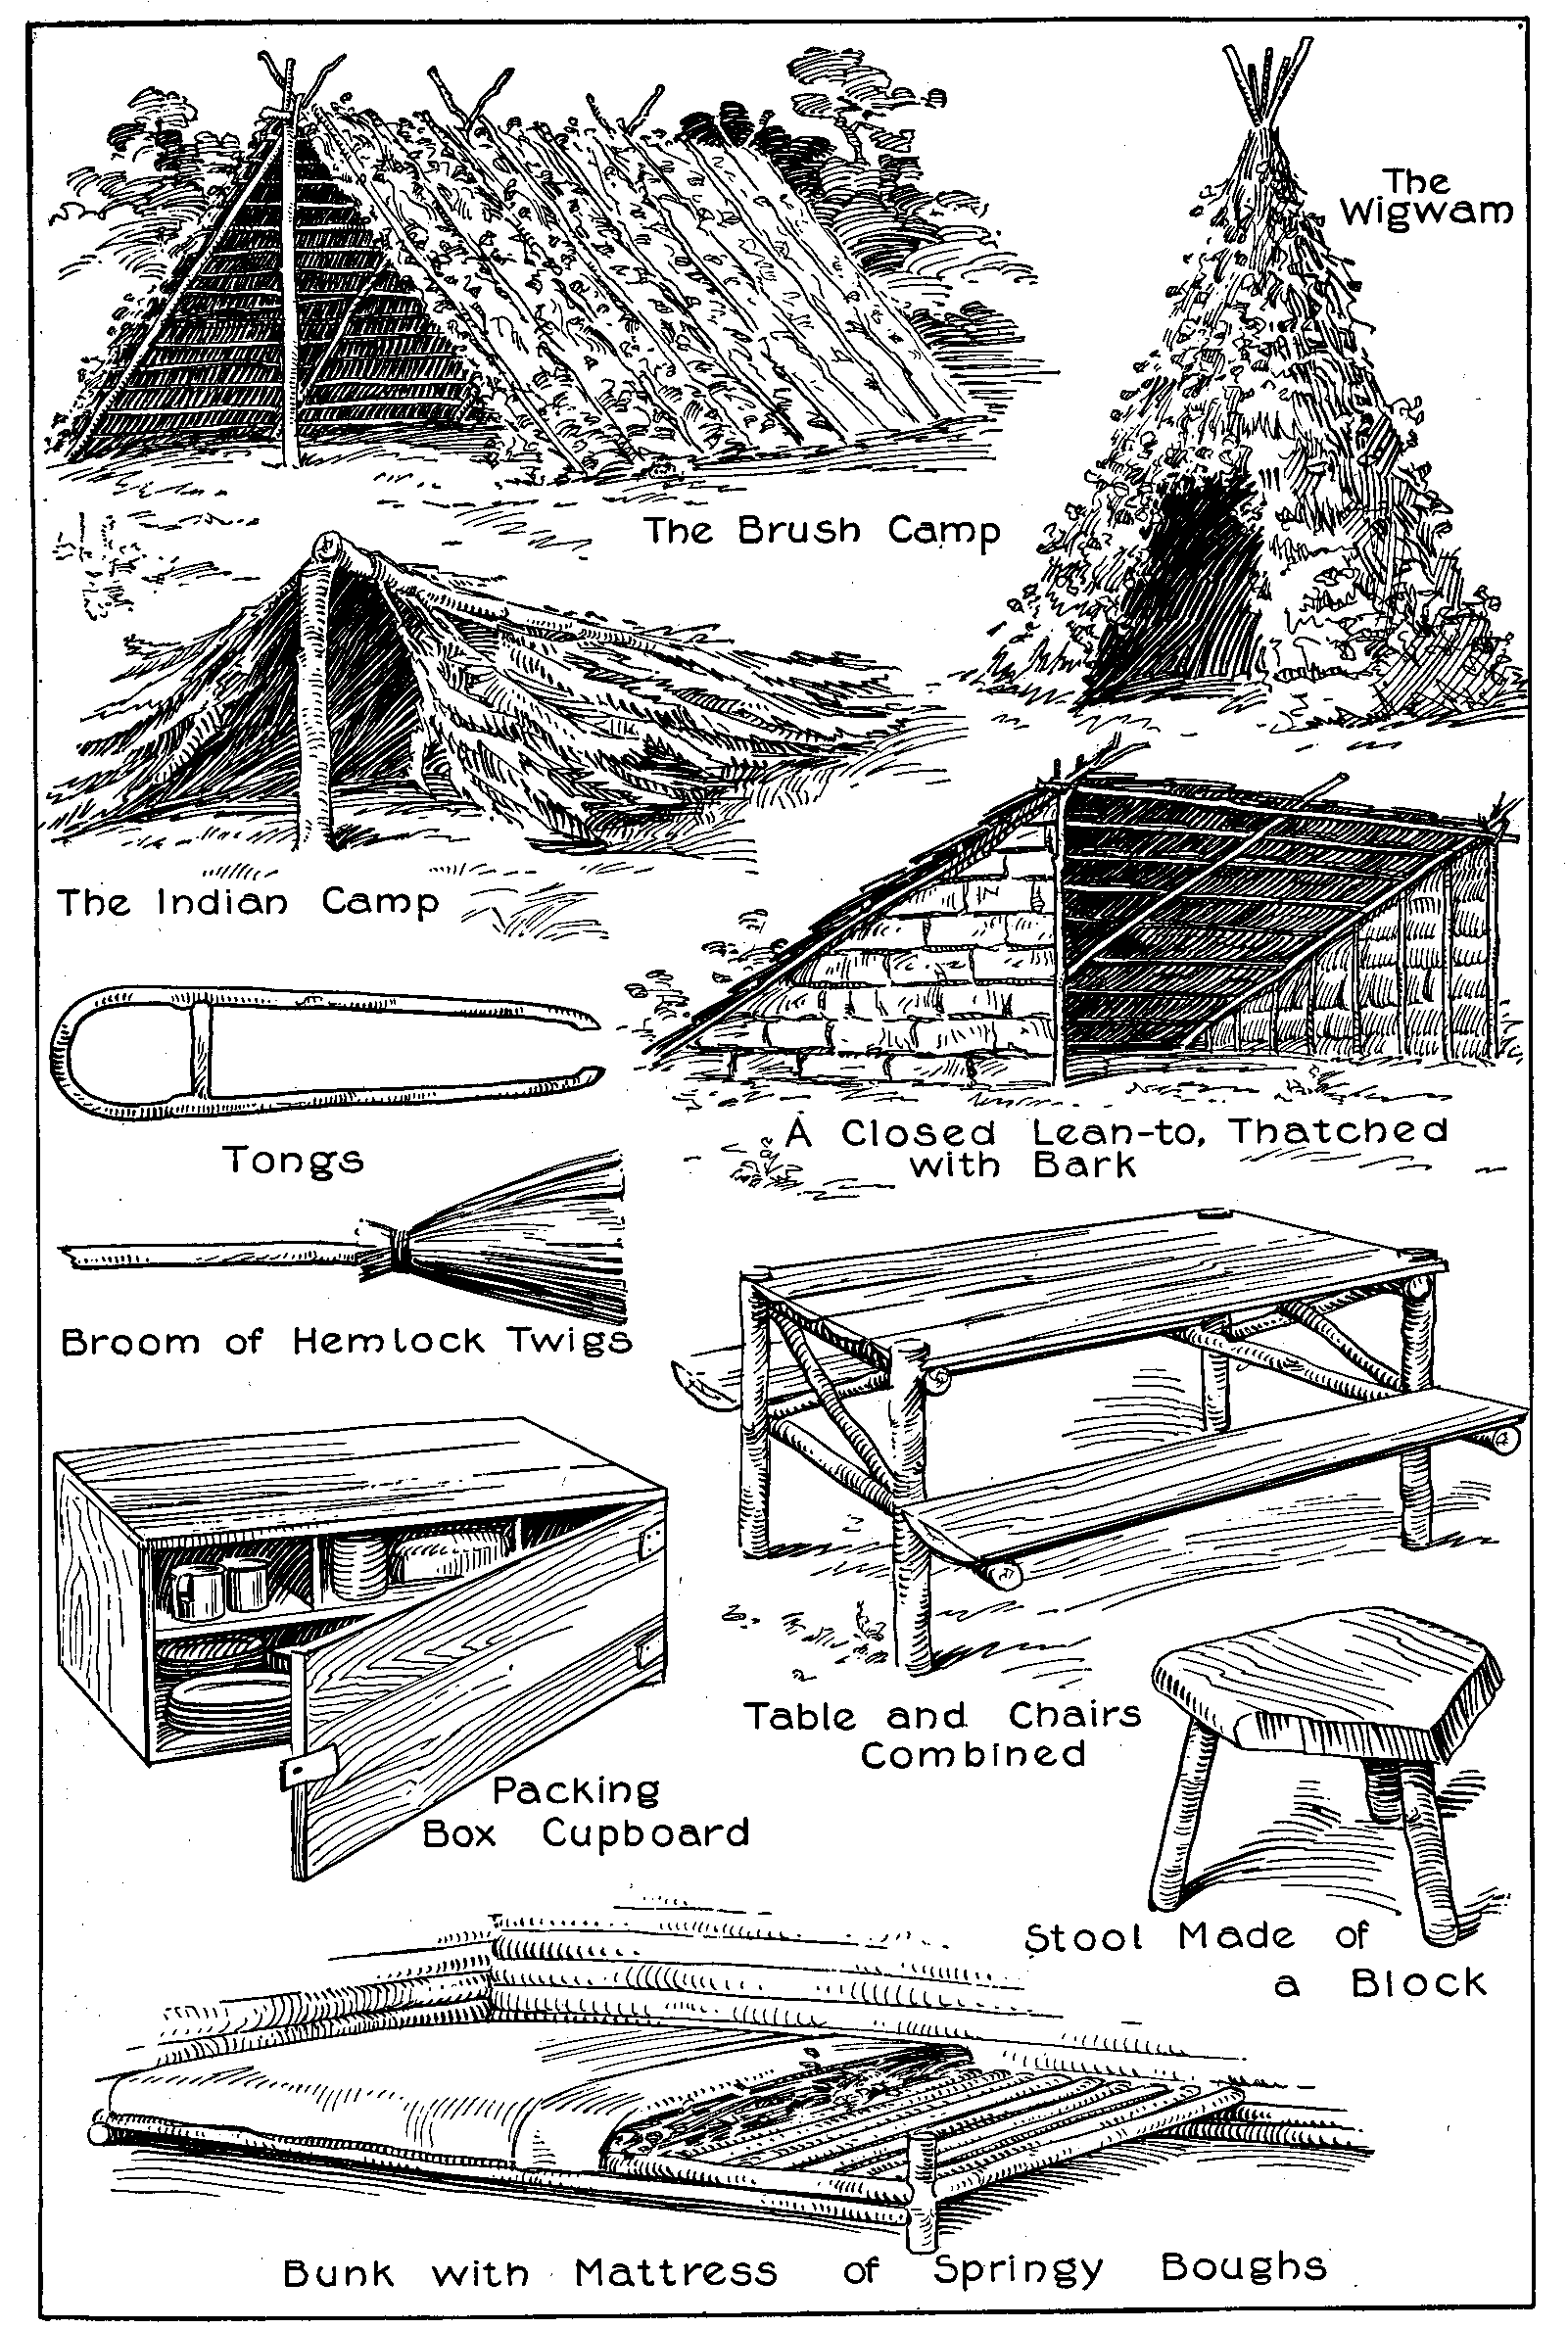 The
Wigwam
The Brush Camp
The Indian Camp
A Closed Lean-to, Thatched
with Bark
Tongs
Broom of Hemlock Twigs
Table and Chairs
Combined
Packing
Box Cupboard
Stool Made of
a Block
Bunk with Mattress of Springy Boughs